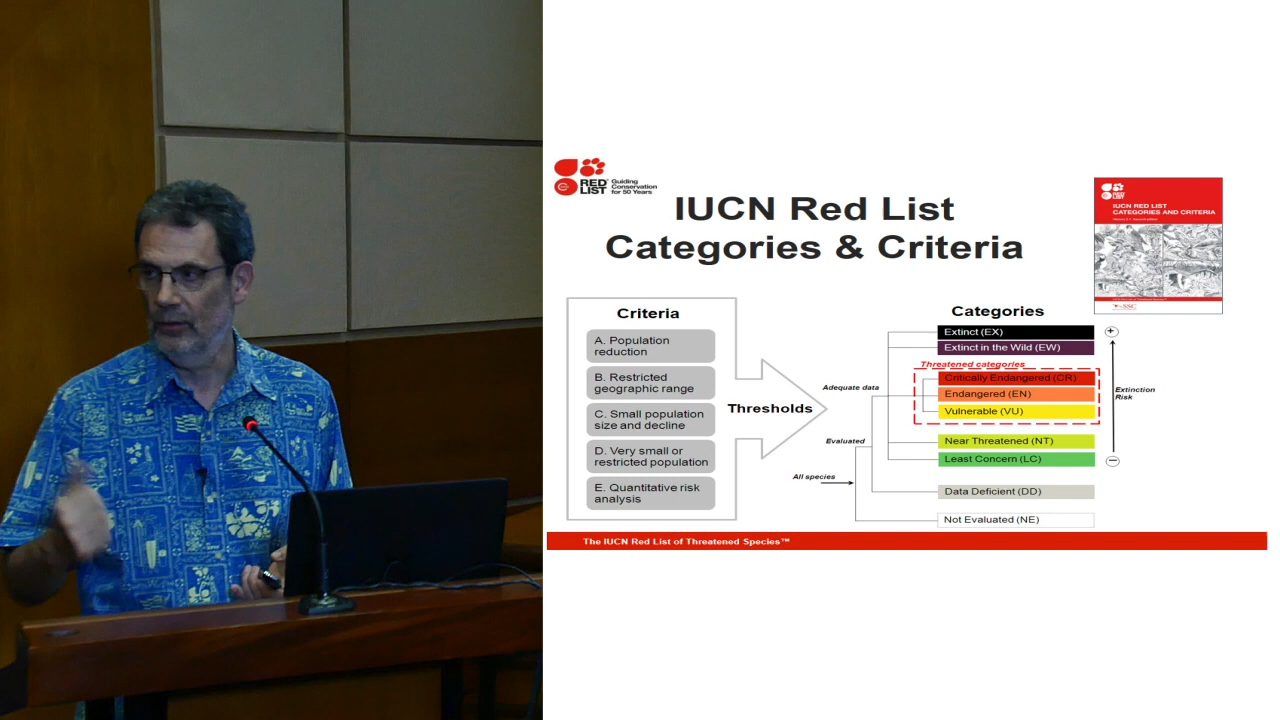 RED
LIST
Guiding
Conservation
for 50 Years
IUCN Red List
Categories & Criteria
RED
LIST
IUCN RED LIST
CATEGORIES AND CRITERIA
SSC
Criteria
A. Population
reduction
B. Restricted
geographic range
C. Small population
size and decline
D. Very small or
restricted population
E. Quantitative risk
analysis
Thresholds
Categories
Extinct (EX)
Extinct in the Wild (EW)
Threatened categories
Critically Endangered (CR)
Endangered (EN)
Vulnerable (VU)
Near Threatened (NT)
Least Concern (LC)
Data Deficient (DD)
Not Evaluated (NE)
Adequate data
Evaluated
All species
+
Extinction
Risk
−
The IUCN Red List of Threatened Species™